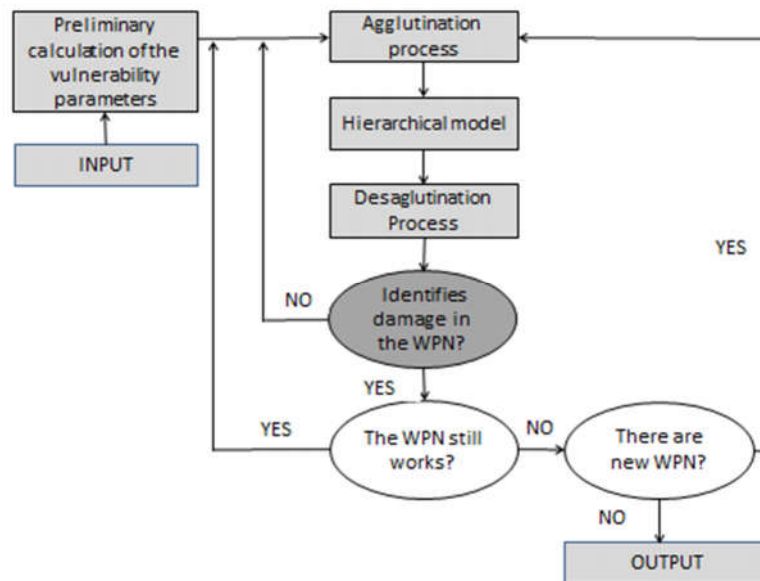 Preliminary
calculation of the
vulnerability
parameters
INPUT
Agglutination
process
Hierarchical model
Desaglutination
Process
Identifies
damage in
the WPN?
NO
YES
The WPN still
works?
YES
NO
There are
new WPN?
YES
NO
OUTPUT